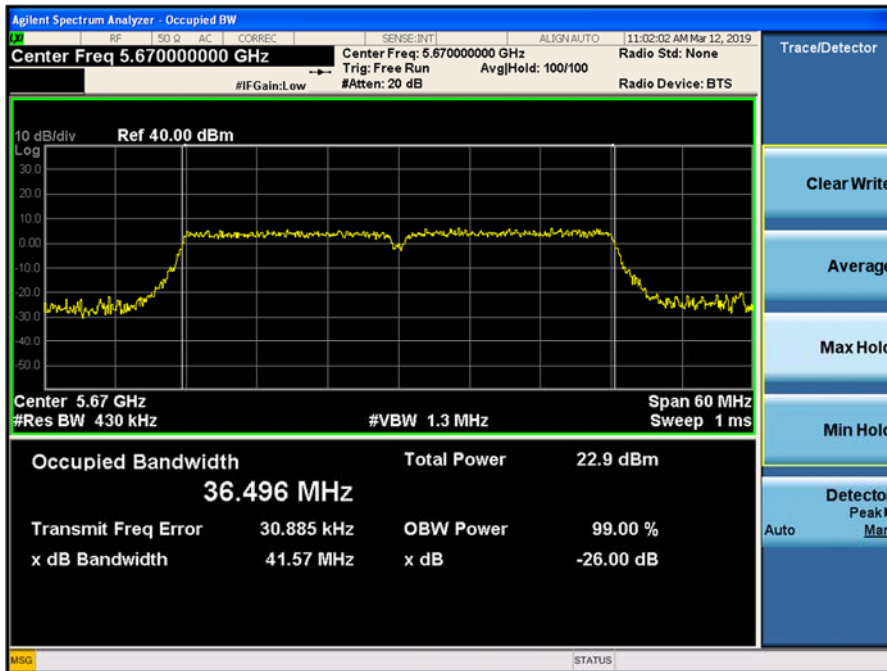 Agilent Spectrum Analyzer - Occupied BW
LXI RF 50 Ω AC CORREC SENSE:INT ALIGN AUTO 11:02:02 AM Mar 12, 2019
Center Freq 5.670000000 GHz Center Freq: 5.670000000 GHz Radio Std: None
Trig: Free Run Avg|Hold: 100/100
#IFGain:Low #Atten: 20 dB Radio Device: BTS
Trace/Detector
10 dB/div Ref 40.00 dBm
Log
30.0
20.0
10.0
0.00
-10.0
-20.0
-30.0
-40.0
-50.0
Clear Write
Average
Max Hold
Min Hold
Center 5.67 GHz Span 60 MHz
#Res BW 430 kHz #VBW 1.3 MHz Sweep 1 ms
Occupied Bandwidth Total Power 22.9 dBm
36.496 MHz
Transmit Freq Error 30.885 kHz OBW Power 99.00 %
x dB Bandwidth 41.57 MHz x dB -26.00 dB
Detector
Peak
Auto Man
MSG STATUS